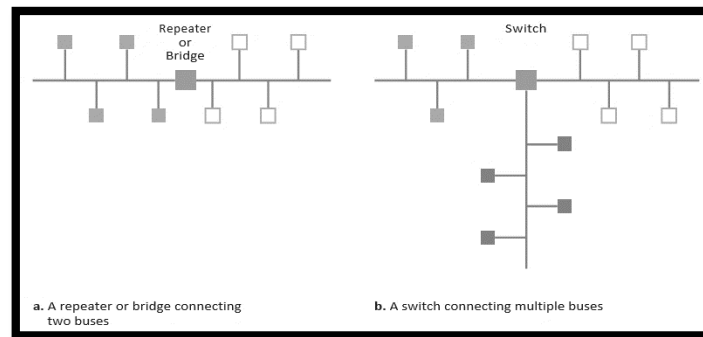 Repeater
or
Bridge
Switch
a. A repeater or bridge connecting
two buses
b. A switch connecting multiple buses